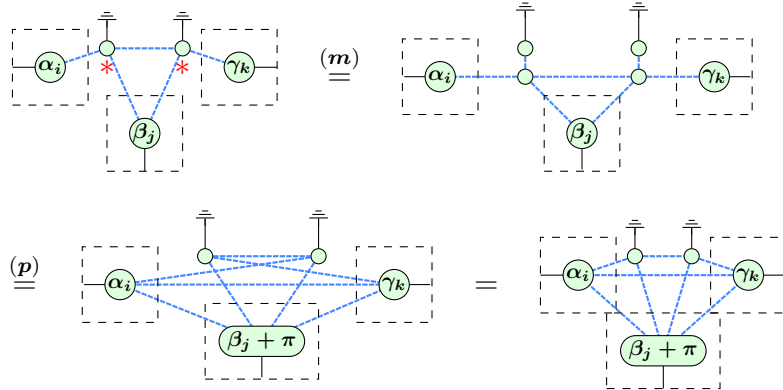 αᵢ * * γₖ (m) = αᵢ γₖ
βⱼ βⱼ
(p) = αᵢ γₖ = αᵢ γₖ
βⱼ + π βⱼ + π